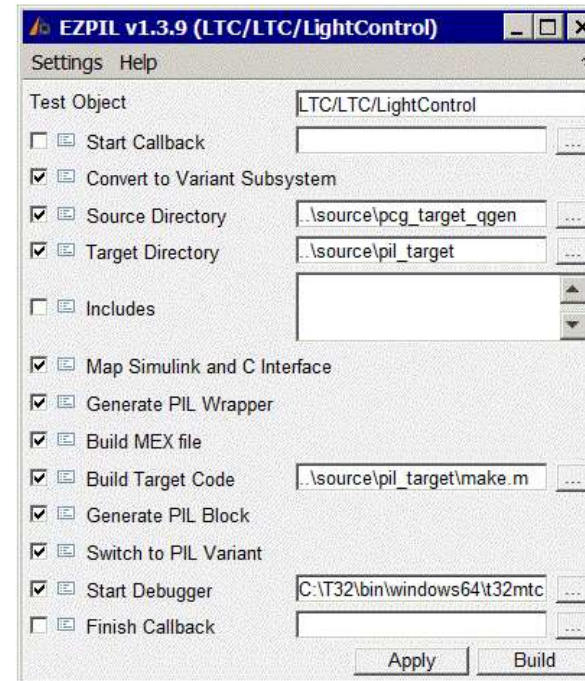 EZPIL v1.3.9 (LTC/LTC/LightControl)
Settings Help
Test Object LTC/LTC/LightControl
Start Callback ...
Convert to Variant Subsystem
Source Directory ..\source\pcg_target_qgen ...
Target Directory ..\source\pil_target ...
Includes
Map Simulink and C Interface
Generate PIL Wrapper
Build MEX file
Build Target Code ..\source\pil_target\make.m ...
Generate PIL Block
Switch to PIL Variant
Start Debugger C:\T32\bin\windows64\t32mtc ...
Finish Callback ...
Apply Build